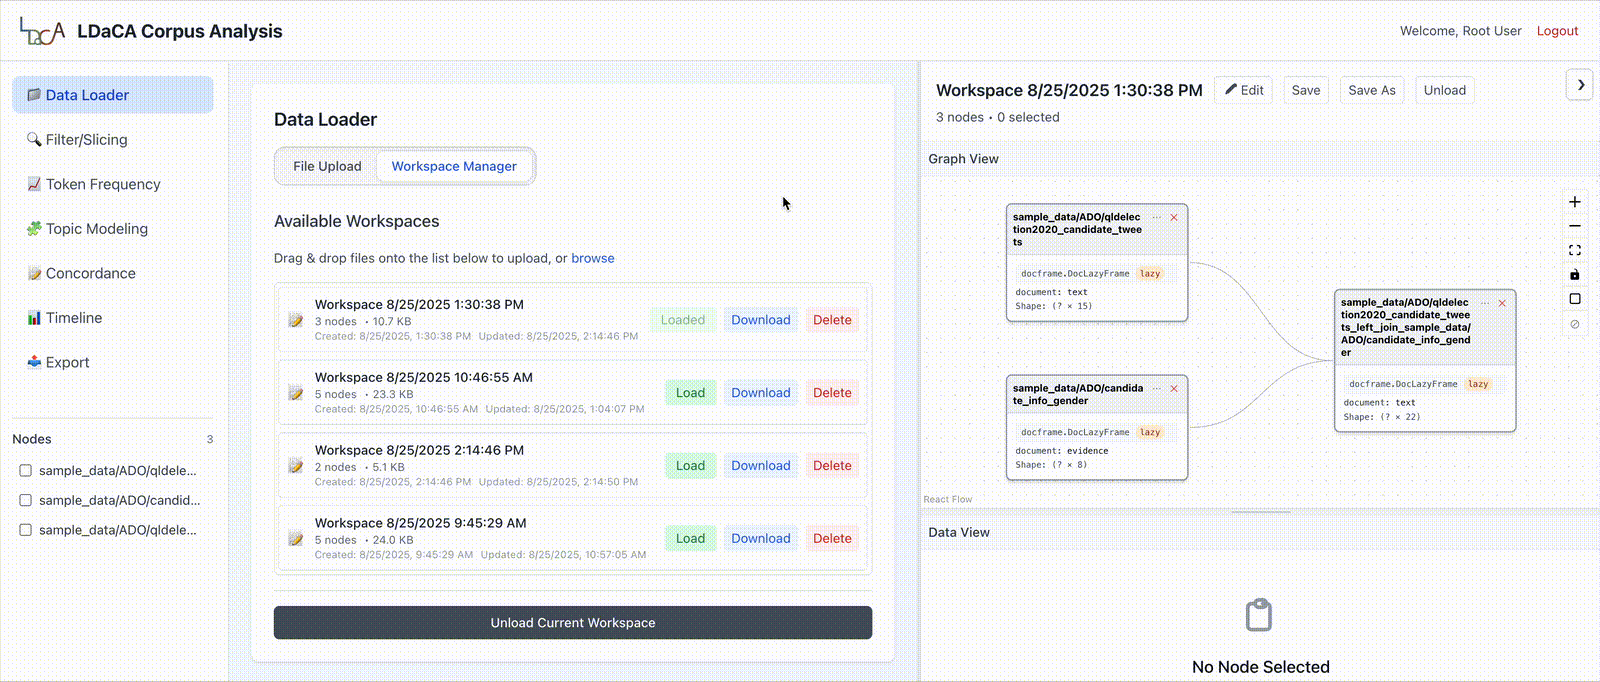 LDaCA
LDaCA Corpus Analysis
Welcome, Root User
Logout
Data Loader
Filter/Slicing
Token Frequency
Topic Modeling
Concordance
Timeline
Export
Nodes
3
sample_data/ADO/qldele...
sample_data/ADO/candid...
sample_data/ADO/qldele...
Data Loader
File Upload
Workspace Manager
Available Workspaces
Drag & drop files onto the list below to upload, or browse
Workspace 8/25/2025 1:30:38 PM
3 nodes • 10.7 KB
Created: 8/25/2025, 1:30:38 PM Updated: 8/25/2025, 2:14:46 PM
Loaded
Download
Delete
Workspace 8/25/2025 10:46:55 AM
5 nodes • 23.3 KB
Created: 8/25/2025, 10:46:55 AM Updated: 8/25/2025, 1:04:07 PM
Load
Download
Delete
Workspace 8/25/2025 2:14:46 PM
2 nodes • 5.1 KB
Created: 8/25/2025, 2:14:46 PM Updated: 8/25/2025, 2:14:50 PM
Load
Download
Delete
Workspace 8/25/2025 9:45:29 AM
5 nodes • 24.0 KB
Created: 8/25/2025, 9:45:29 AM Updated: 8/25/2025, 10:57:05 AM
Load
Download
Delete
Unload Current Workspace
Workspace 8/25/2025 1:30:38 PM
Edit
Save
Save As
Unload
3 nodes • 0 selected
Graph View
sample_data/ADO/qldelec
tion2020_candidate_twee
ts
docframe.DocLazyFrame lazy
document: text
Shape: (? × 15)
sample_data/ADO/candida
te_info_gender
docframe.DocLazyFrame lazy
document: evidence
Shape: (? × 8)
sample_data/ADO/qldelec
tion2020_candidate_twee
ts_left_join_sample_data/
ADO/candidate_info_gend
er
docframe.DocLazyFrame lazy
document: text
Shape: (? × 22)
React Flow
Data View
No Node Selected